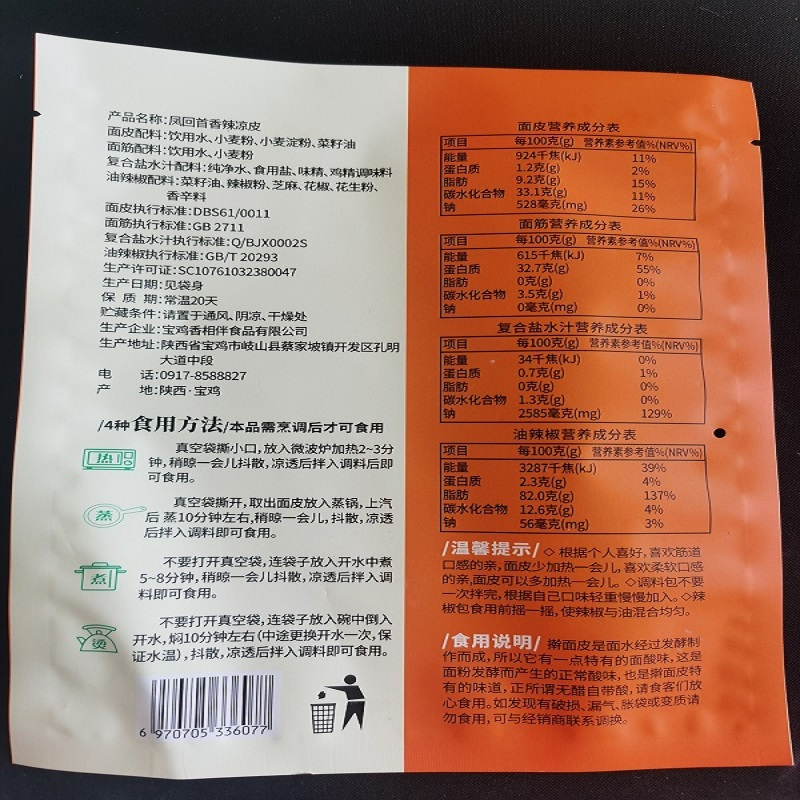 产品名称:凤回首香辣凉皮
面皮配料:饮用水、小麦粉、小麦淀粉、菜籽油
面筋配料:饮用水、小麦粉
复合盐水汁配料:纯净水、食用盐、味精、鸡精调味料
油辣椒配料:菜籽油、辣椒粉、芝麻、花椒、花生粉、
香辛料
面皮执行标准:DBS61/0011
面筋执行标准:GB 2711
复合盐水汁执行标准:Q/BJX0002S
油辣椒执行标准:GB/T 20293
生产许可证:SC10761032380047
生产日期:见袋身
保 质 期:常温20天
贮藏条件:请置于通风、阴凉、干燥处
生产企业:宝鸡香相伴食品有限公司
生产地址:陕西省宝鸡市岐山县蔡家坡镇开发区孔明
大道中段
电 话:0917-8588827
产 地:陕西·宝鸡
/4种食用方法/本品需烹调后才可食用
热
真空袋撕小口,放入微波炉加热2~3分
钟,稍晾一会儿抖散,凉透后拌入调料后即
可食用。
蒸
真空袋撕开,取出面皮放入蒸锅,上汽
后 蒸10分钟左右,稍晾一会儿,抖散,凉透
后拌入调料即可食用。
煮
不要打开真空袋,连袋子放入开水中煮
5~8分钟,稍晾一会儿抖散,凉透后拌入调
料即可食用。
烫
不要打开真空袋,连袋子放入碗中倒入
开水,焖10分钟左右(中途更换开水一次,保
证水温),抖散,凉透后拌入调料即可食用。
6 970705 336077
面皮营养成分表
项目 每100克(g) 营养素参考值%(NRV%)
能量 924千焦(kJ) 11%
蛋白质 1.2克(g) 2%
脂肪 9.2克(g) 15%
碳水化合物 33.1克(g) 11%
钠 528毫克(mg) 26%
面筋营养成分表
项目 每100克(g) 营养素参考值%(NRV%)
能量 615千焦(kJ) 7%
蛋白质 32.7克(g) 55%
脂肪 0克(g) 0%
碳水化合物 3.5克(g) 1%
钠 0毫克(mg) 0%
复合盐水汁营养成分表
项目 每100克(g) 营养素参考值%(NRV%)
能量 34千焦(kJ) 0%
蛋白质 0.7克(g) 1%
脂肪 0克(g) 0%
碳水化合物 1.3克(g) 0%
钠 2585毫克(mg) 129%
油辣椒营养成分表
项目 每100克(g) 营养素参考值%(NRV%)
能量 3287千焦(kJ) 39%
蛋白质 2.3克(g) 4%
脂肪 82.0克(g) 137%
碳水化合物 12.6克(g) 4%
钠 56毫克(mg) 3%
/温馨提示/ ◇ 根据个人喜好,喜欢筋道
口感的亲,面皮少加热一会儿,喜欢柔软口感
的亲,面皮可以多加热一会儿。◇调料包不要
一次拌完,根据自己口味轻重慢慢加入。◇辣
椒包食用前摇一摇,使辣椒与油混合均匀。
/食用说明/ 擀面皮是面水经过发酵制
作而成,所以它有一点特有的面酸味,这是
面粉发酵而产生的正常酸味,也是擀面皮特
有的味道,正所谓无醋自带酸,请食客们放
心食用。如发现有破损、漏气、胀袋或变质请
勿食用,可与经销商联系调换。